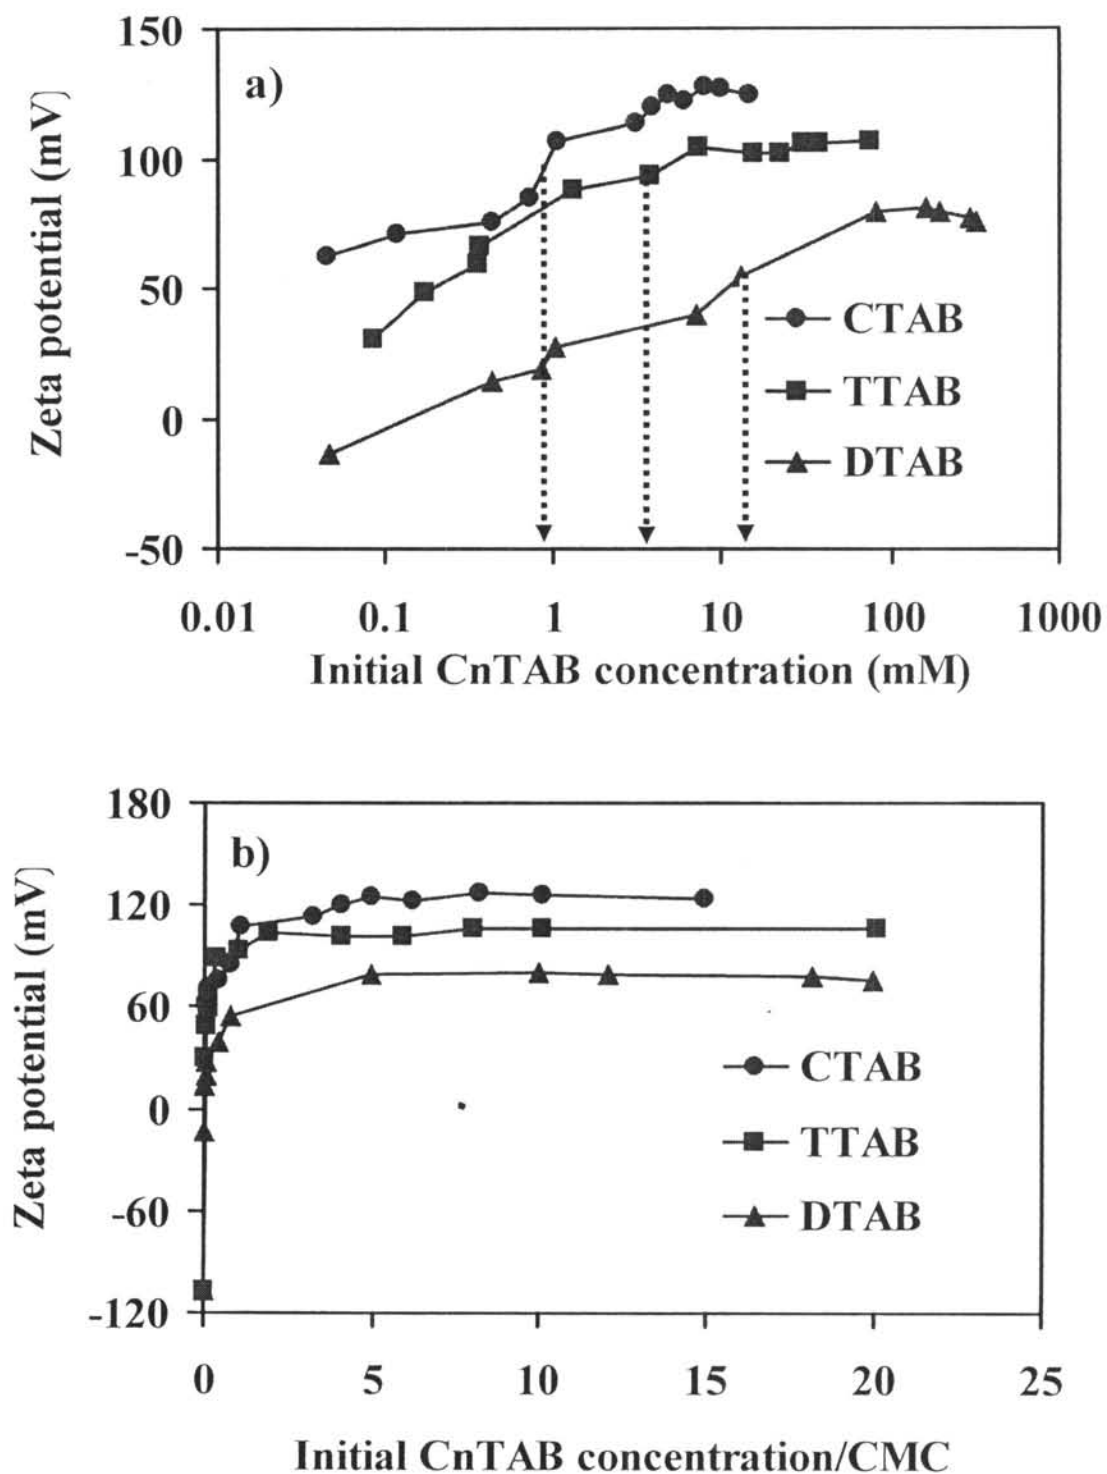 150
a)
100
50
0
-50
Zeta potential (mV)
CTAB
TTAB
DTAB
0.01 0.1 1 10 100 1000
Initial CnTAB concentration (mM)
180
b)
120
60
0
-60
-120
Zeta potential (mV)
CTAB
TTAB
DTAB
0 5 10 15 20 25
Initial CnTAB concentration/CMC